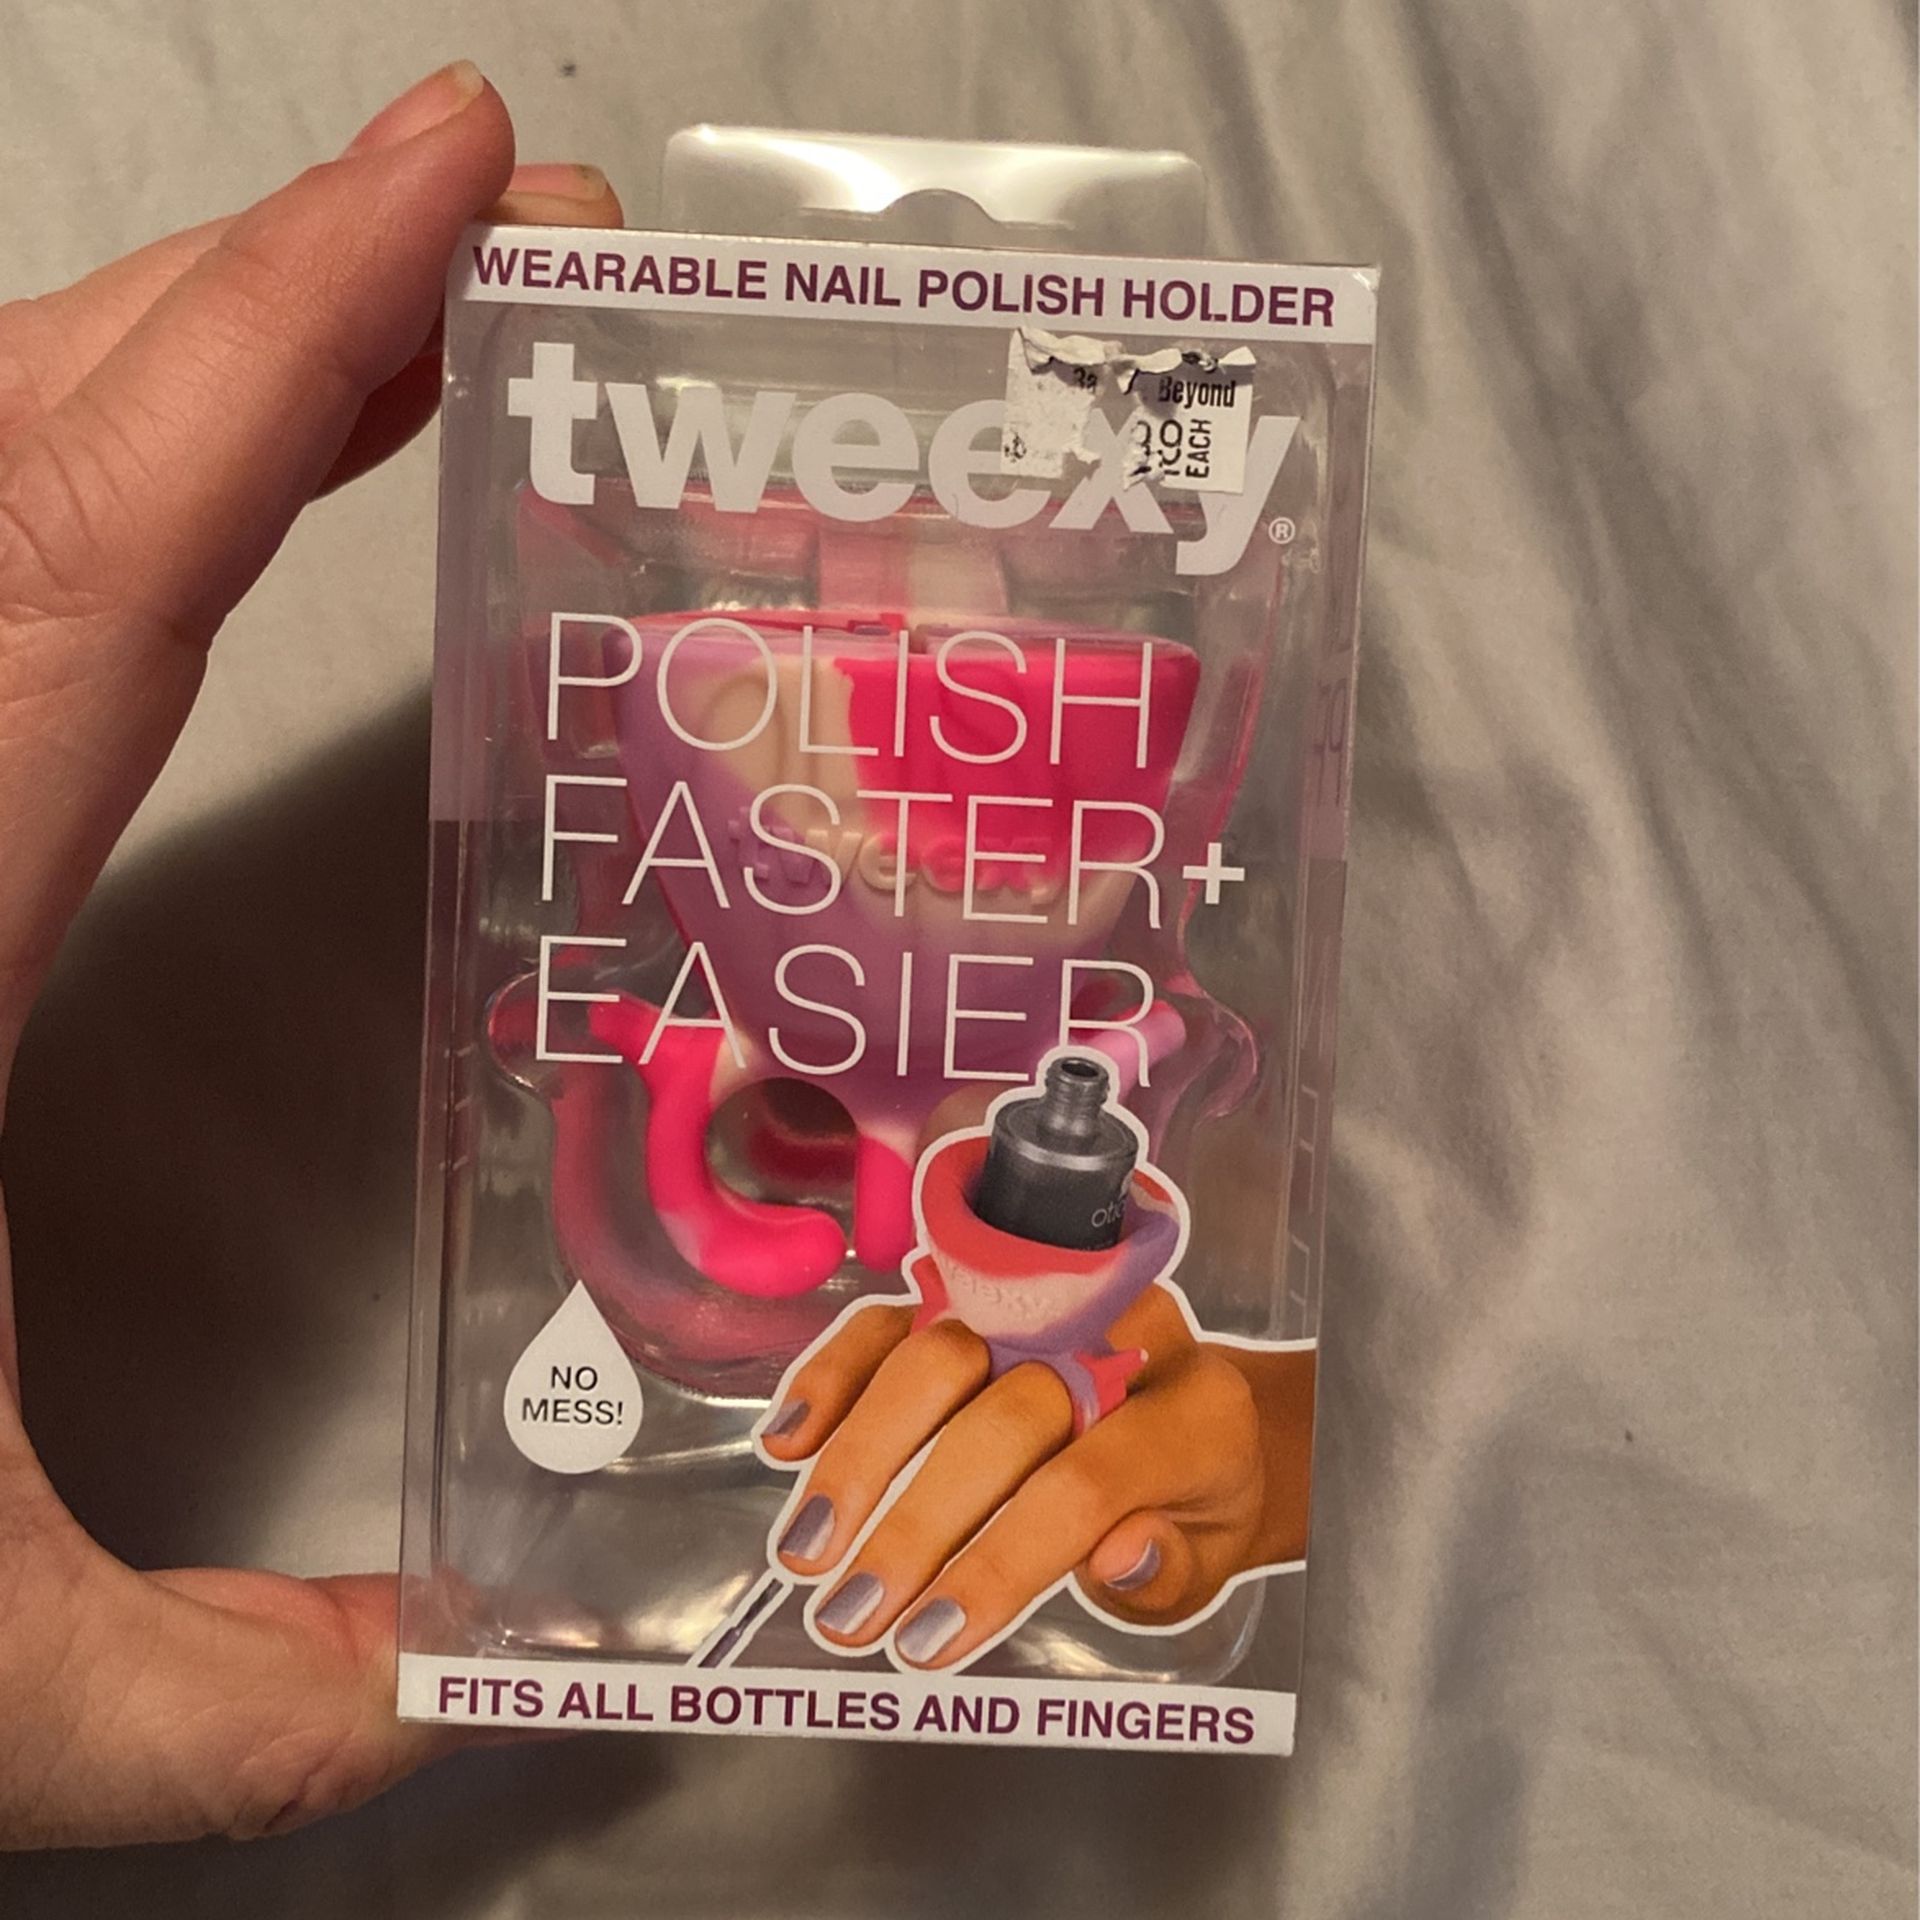 WEARABLE NAIL POLISH HOLDER
tweexy®
Beyond
EACH
POLISH
FASTER+
EASIER
tweexy
NO
MESS!
FITS ALL BOTTLES AND FINGERS